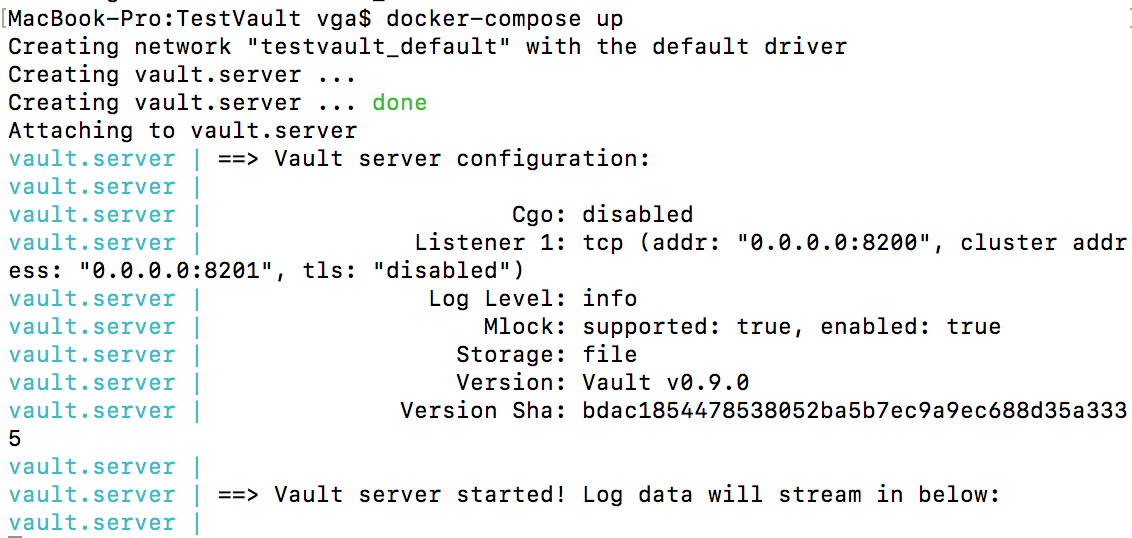 [MacBook-Pro:TestVault vga$ docker-compose up
Creating network "testvault_default" with the default driver
Creating vault.server ...
Creating vault.server ... done
Attaching to vault.server
vault.server | ==> Vault server configuration:
vault.server |
vault.server |                       Cgo: disabled
vault.server |                Listener 1: tcp (addr: "0.0.0.0:8200", cluster addr
ess: "0.0.0.0:8201", tls: "disabled")
vault.server |                 Log Level: info
vault.server |                     Mlock: supported: true, enabled: true
vault.server |                   Storage: file
vault.server |                   Version: Vault v0.9.0
vault.server |               Version Sha: bdac1854478538052ba5b7ec9a9ec688d35a333
5
vault.server |
vault.server | ==> Vault server started! Log data will stream in below:
vault.server |